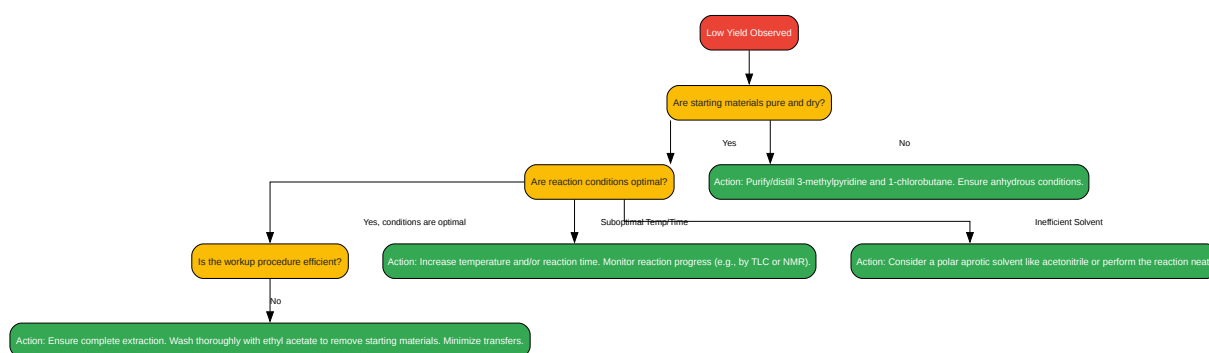 Low Yield Observed
Are starting materials pure and dry?
Yes
No
Are reaction conditions optimal?
Action: Purify/distill 3-methylpyridine and 1-chlorobutane. Ensure anhydrous conditions.
Yes, conditions are optimal
Suboptimal Temp/Time
Inefficient Solvent
Is the workup procedure efficient?
Action: Increase temperature and/or reaction time. Monitor reaction progress (e.g., by TLC or NMR).
Action: Consider a polar aprotic solvent like acetonitrile or perform the reaction neat
No
Action: Ensure complete extraction. Wash thoroughly with ethyl acetate to remove starting materials. Minimize transfers.